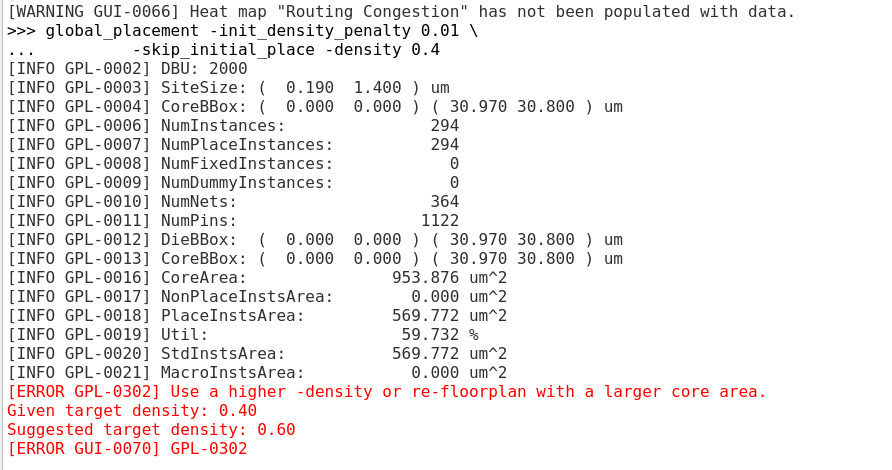 [WARNING GUI-0066] Heat map "Routing Congestion" has not been populated with data.
>>> global_placement -init_density_penalty 0.01 \
...          -skip_initial_place -density 0.4
[INFO GPL-0002] DBU: 2000
[INFO GPL-0003] SiteSize: (  0.190  1.400 ) um
[INFO GPL-0004] CoreBBox: (  0.000  0.000 ) ( 30.970 30.800 ) um
[INFO GPL-0006] NumInstances:               294
[INFO GPL-0007] NumPlaceInstances:          294
[INFO GPL-0008] NumFixedInstances:            0
[INFO GPL-0009] NumDummyInstances:            0
[INFO GPL-0010] NumNets:                    364
[INFO GPL-0011] NumPins:                   1122
[INFO GPL-0012] DieBBox:  (  0.000  0.000 ) ( 30.970 30.800 ) um
[INFO GPL-0013] CoreBBox: (  0.000  0.000 ) ( 30.970 30.800 ) um
[INFO GPL-0016] CoreArea:               953.876 um^2
[INFO GPL-0017] NonPlaceInstsArea:        0.000 um^2
[INFO GPL-0018] PlaceInstsArea:         569.772 um^2
[INFO GPL-0019] Util:                    59.732 %
[INFO GPL-0020] StdInstsArea:           569.772 um^2
[INFO GPL-0021] MacroInstsArea:           0.000 um^2
[ERROR GPL-0302] Use a higher -density or re-floorplan with a larger core area.
Given target density: 0.40
Suggested target density: 0.60
[ERROR GUI-0070] GPL-0302